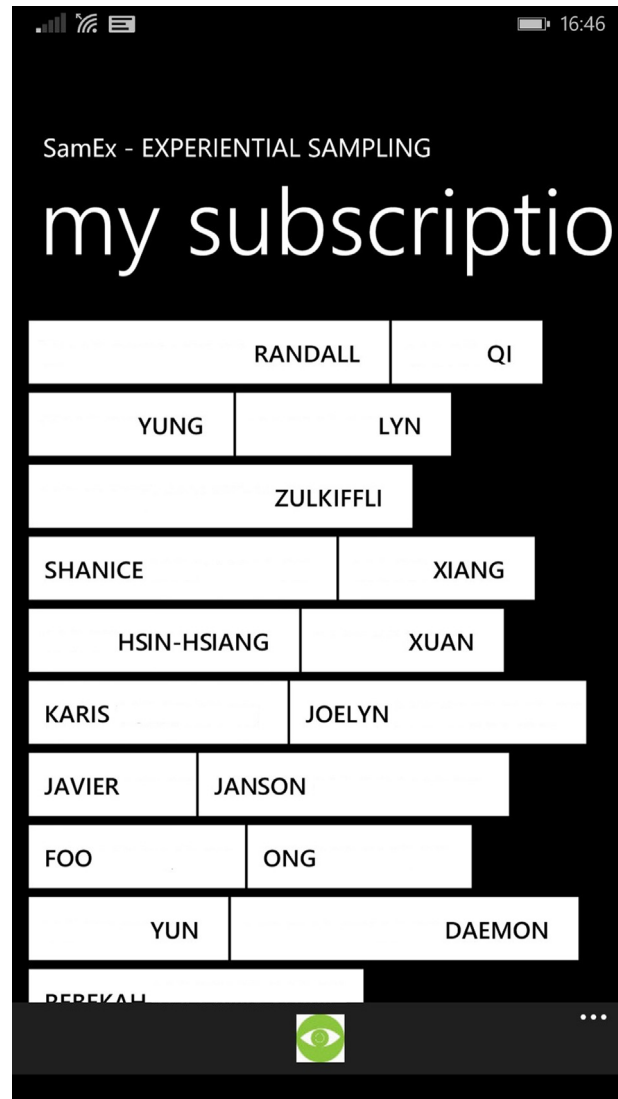 16:46
SamEx - EXPERIENTIAL SAMPLING
my subscriptio
RANDALL QI
YUNG LYN
ZULKIFFLI
SHANICE XIANG
HSIN-HSIANG XUAN
KARIS JOELYN
JAVIER JANSON
FOO ONG
YUN DAEMON
REBEKAH